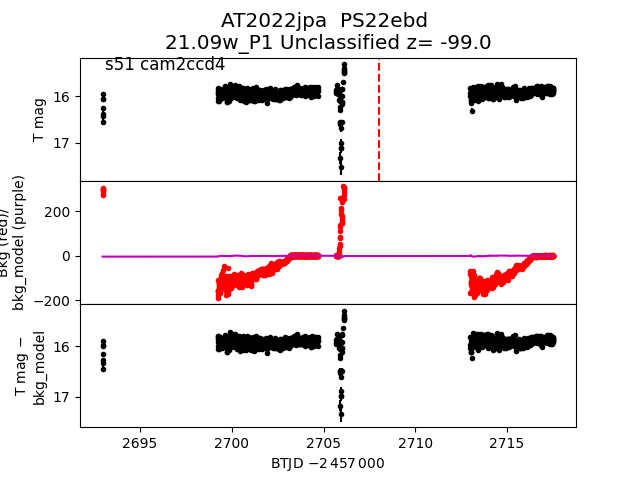 AT2022jpa  PS22ebd
21.09w_P1 Unclassified z= -99.0
s51 cam2ccd4
T mag
16
17
Bkg (red)/
bkg_model (purple)
200
0
−200
T mag −
bkg_model
16
17
2695 2700 2705 2710 2715
BTJD −2 457 000